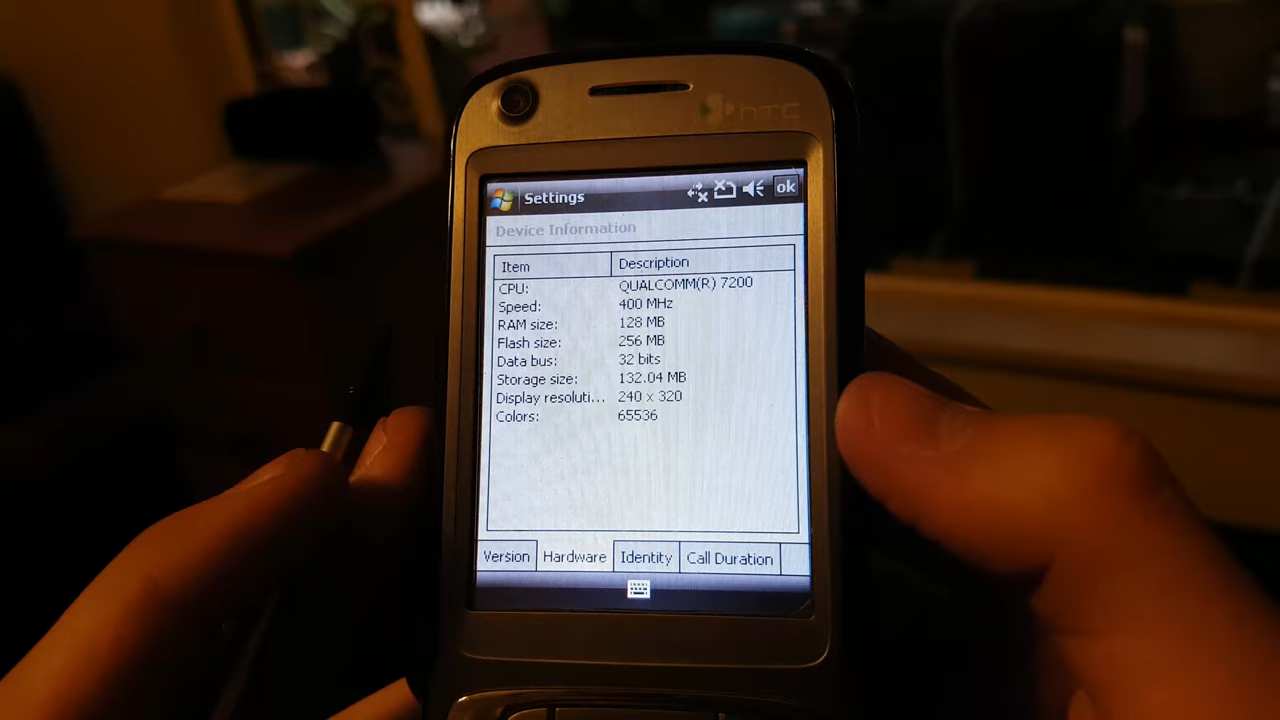 hTC
Settings ok
Device Information
Item Description
CPU: QUALCOMM(R) 7200
Speed: 400 MHz
RAM size: 128 MB
Flash size: 256 MB
Data bus: 32 bits
Storage size: 132.04 MB
Display resoluti... 240 x 320
Colors: 65536
Version Hardware Identity Call Duration